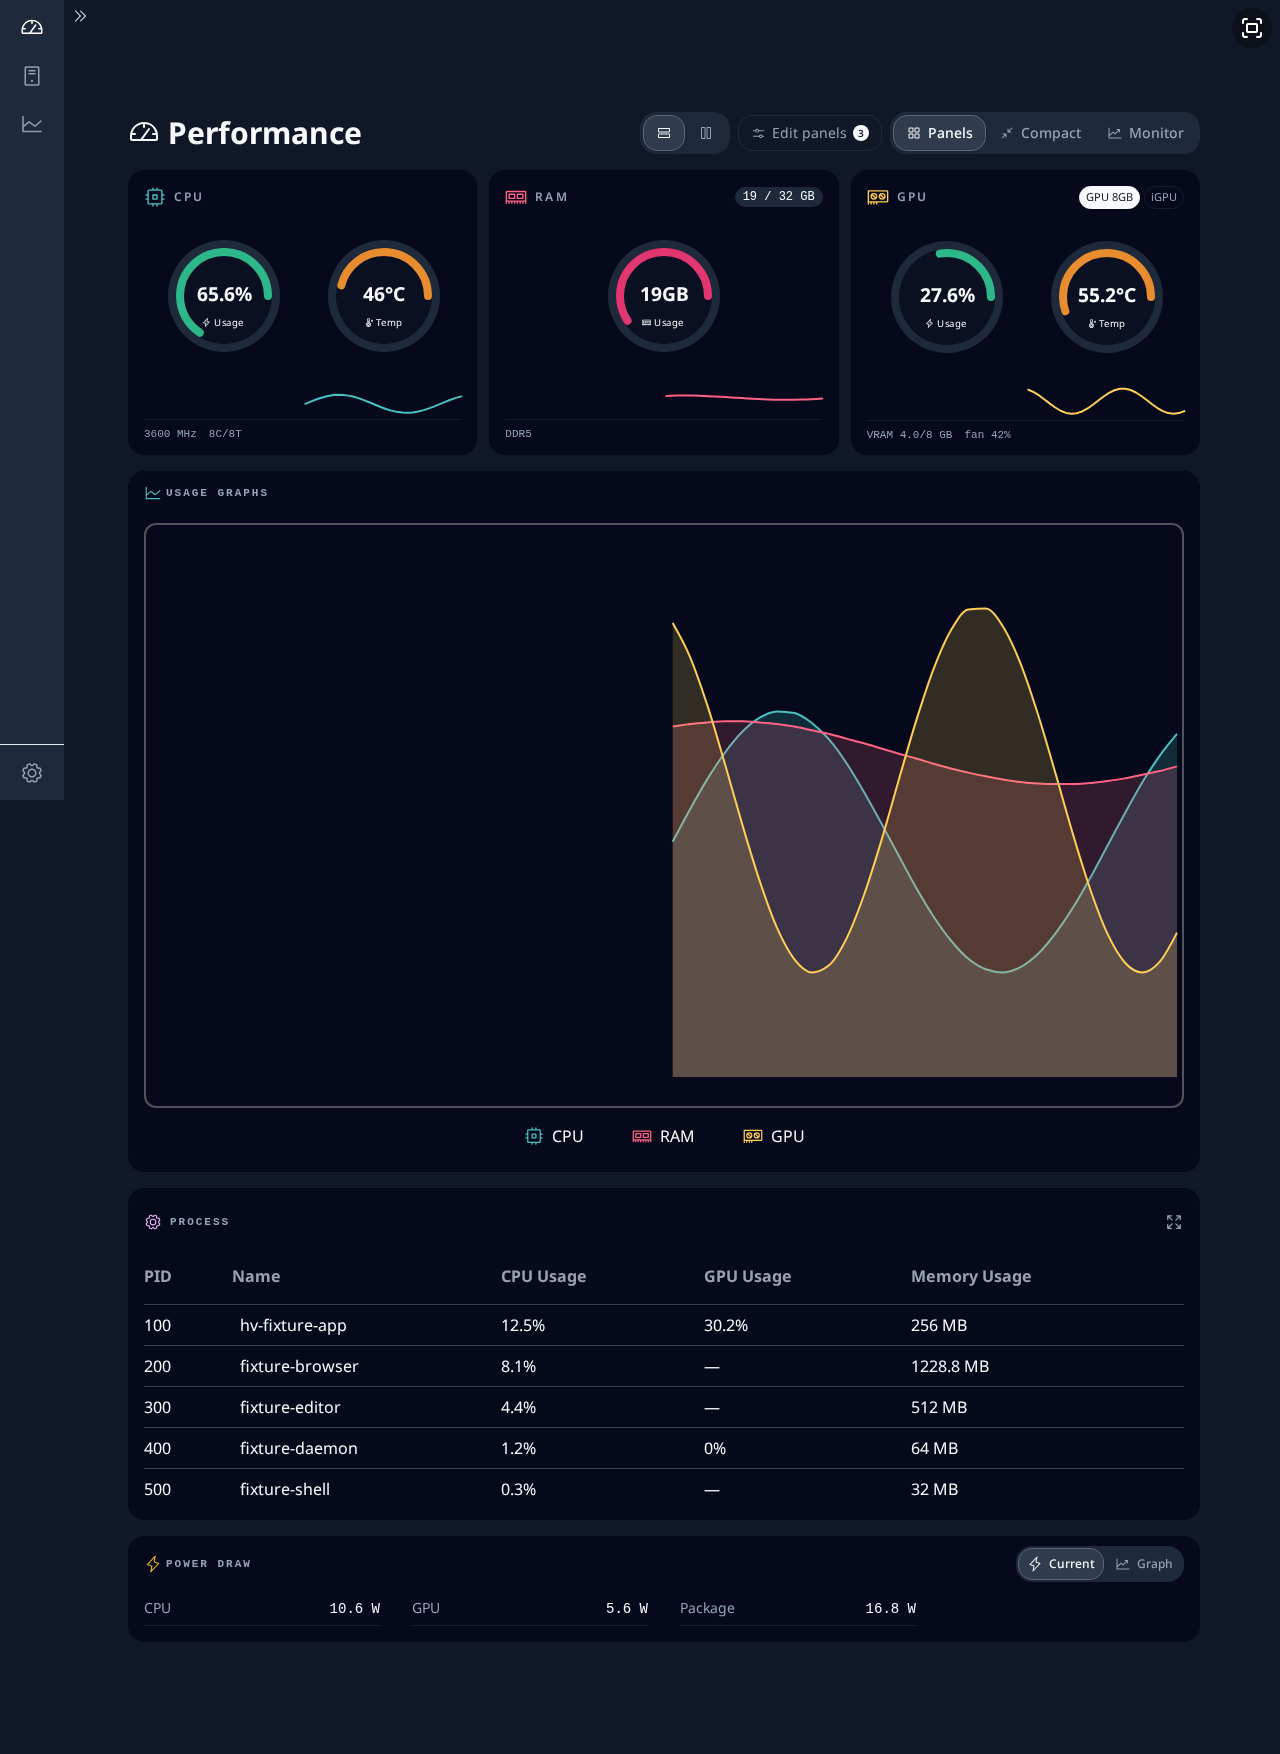 Performance
Edit panels 3
Panels
Compact
Monitor
CPU
65.6%
Usage
46°C
Temp
3600 MHz 8C/8T
RAM
19 / 32 GB
19GB
Usage
DDR5
GPU
GPU 8GB
iGPU
27.6%
Usage
55.2°C
Temp
VRAM 4.0/8 GB fan 42%
USAGE GRAPHS
CPU RAM GPU
PROCESS
PID Name CPU Usage GPU Usage Memory Usage
100 hv-fixture-app 12.5% 30.2% 256 MB
200 fixture-browser 8.1% — 1228.8 MB
300 fixture-editor 4.4% — 512 MB
400 fixture-daemon 1.2% 0% 64 MB
500 fixture-shell 0.3% — 32 MB
POWER DRAW
Current
Graph
CPU 10.6 W GPU 5.6 W Package 16.8 W